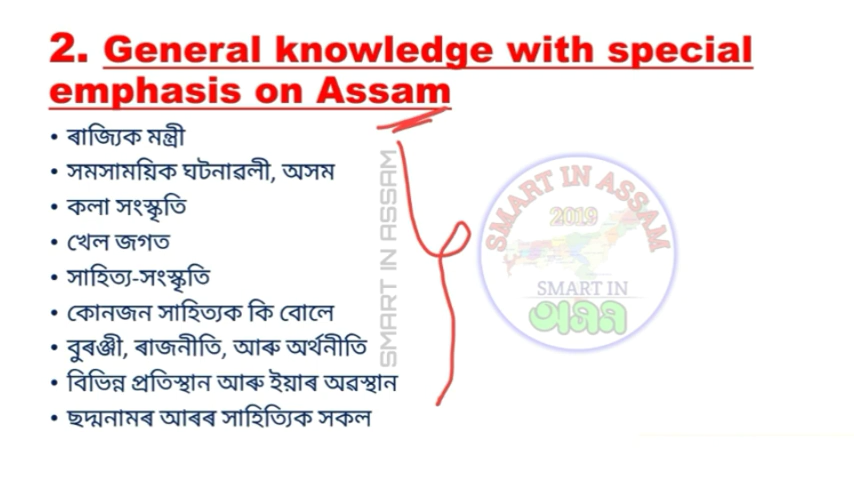 2. General knowledge with special
emphasis on Assam
• ৰাজ্যিক মন্ত্ৰী
• সমসাময়িক ঘটনাৱলী, অসম
• কলা সংস্কৃতি
• খেল জগত
• সাহিত্য-সংস্কৃতি
• কোনজন সাহিত্যক কি বোলে
• বুৰঞ্জী, ৰাজনীতি, আৰু অৰ্থনীতি
• বিভিন্ন প্ৰতিস্থান আৰু ইয়াৰ অৱস্থান
• ছদ্মনামৰ আৰৰ সাহিত্যিক সকল
SMART IN ASSAM
SMART IN ASSAM
2019
SMART IN
অসম